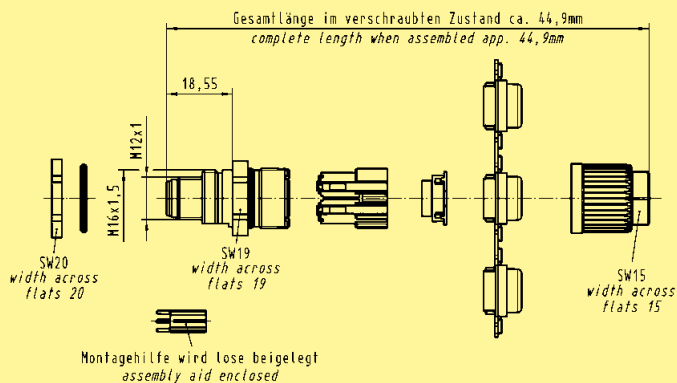 Gesamtlänge im verschraubten Zustand ca. 44,9mm
complete length when assembled app. 44,9mm
18,55
M12x1
M16x1,5
SW20
width across
flats 20
SW19
width across
flats 19
SW15
width across
flats 15
Montagehilfe wird lose beigelegt
assembly aid enclosed